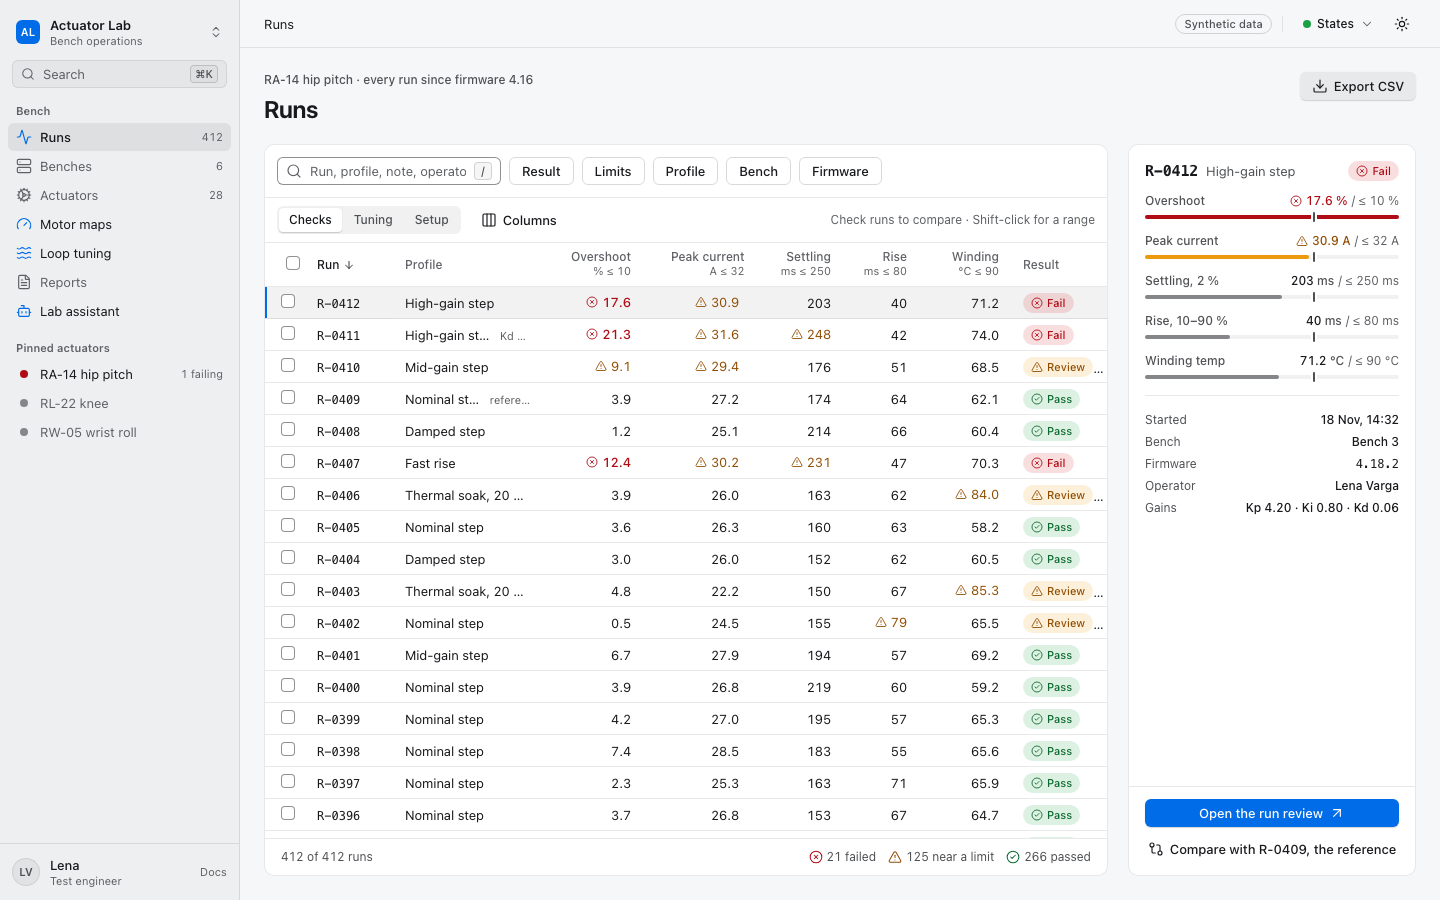 AL
Actuator Lab
Bench operations
Search ⌘K
Bench
Runs 412
Benches 6
Actuators 28
Motor maps
Loop tuning
Reports
Lab assistant
Pinned actuators
RA-14 hip pitch 1 failing
RL-22 knee
RW-05 wrist roll
LV
Lena
Test engineer
Docs
Runs
Synthetic data
States
RA-14 hip pitch · every run since firmware 4.16
Runs
Export CSV
Run, profile, note, operato /
Result
Limits
Profile
Bench
Firmware
Checks
Tuning
Setup
Columns
Check runs to compare · Shift-click for a range
Run ↓ Profile Overshoot Peak current Settling Rise Winding Result
% ≤ 10 A ≤ 32 ms ≤ 250 ms ≤ 80 °C ≤ 90
R-0412 High-gain step 17.6 30.9 203 40 71.2 Fail
R-0411 High-gain st... Kd ... 21.3 31.6 248 42 74.0 Fail
R-0410 Mid-gain step 9.1 29.4 176 51 68.5 Review ...
R-0409 Nominal st... refere... 3.9 27.2 174 64 62.1 Pass
R-0408 Damped step 1.2 25.1 214 66 60.4 Pass
R-0407 Fast rise 12.4 30.2 231 47 70.3 Fail
R-0406 Thermal soak, 20 ... 3.9 26.0 163 62 84.0 Review ...
R-0405 Nominal step 3.6 26.3 160 63 58.2 Pass
R-0404 Damped step 3.0 26.0 152 62 60.5 Pass
R-0403 Thermal soak, 20 ... 4.8 22.2 150 67 85.3 Review ...
R-0402 Nominal step 0.5 24.5 155 79 65.5 Review ...
R-0401 Mid-gain step 6.7 27.9 194 57 69.2 Pass
R-0400 Nominal step 3.9 26.8 219 60 59.2 Pass
R-0399 Nominal step 4.2 27.0 195 57 65.3 Pass
R-0398 Nominal step 7.4 28.5 183 55 65.6 Pass
R-0397 Nominal step 2.3 25.3 163 71 65.9 Pass
R-0396 Nominal step 3.7 26.8 153 67 64.7 Pass
412 of 412 runs
21 failed 125 near a limit 266 passed
R-0412 High-gain step Fail
Overshoot 17.6 % / ≤ 10 %
Peak current 30.9 A / ≤ 32 A
Settling, 2 % 203 ms / ≤ 250 ms
Rise, 10–90 % 40 ms / ≤ 80 ms
Winding temp 71.2 °C / ≤ 90 °C
Started 18 Nov, 14:32
Bench Bench 3
Firmware 4.18.2
Operator Lena Varga
Gains Kp 4.20 · Ki 0.80 · Kd 0.06
Open the run review
Compare with R-0409, the reference